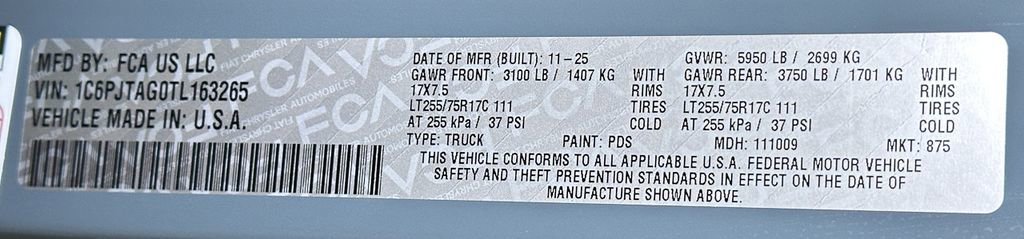 MFD BY: FCA US LLC
VIN: 1C6PJTAG0TL163265
VEHICLE MADE IN: U.S.A.
DATE OF MFR (BUILT): 11-25 GVWR: 5950 LB / 2699 KG
GAWR FRONT: 3100 LB / 1407 KG WITH GAWR REAR: 3750 LB / 1701 KG WITH
17X7.5 RIMS 17X7.5 RIMS
LT255/75R17C 111 TIRES LT255/75R17C 111 TIRES
AT 255 kPa / 37 PSI COLD AT 255 kPa / 37 PSI COLD
TYPE: TRUCK PAINT: PDS MDH: 111009 MKT: 875
THIS VEHICLE CONFORMS TO ALL APPLICABLE U.S.A. FEDERAL MOTOR VEHICLE
SAFETY AND THEFT PREVENTION STANDARDS IN EFFECT ON THE DATE OF
MANUFACTURE SHOWN ABOVE.